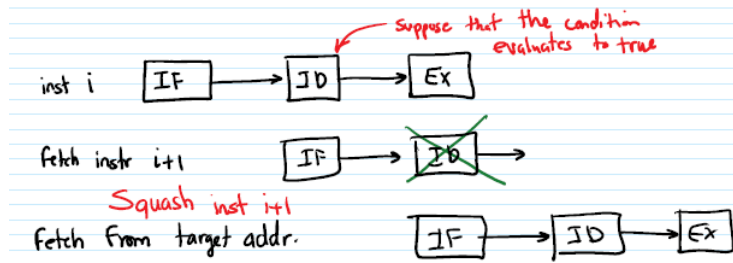 suppose that the condition
evaluates to true
inst i IF ID Ex
fetch instr i+1 IF ID
Squash inst i+1
fetch from target addr. IF ID Ex